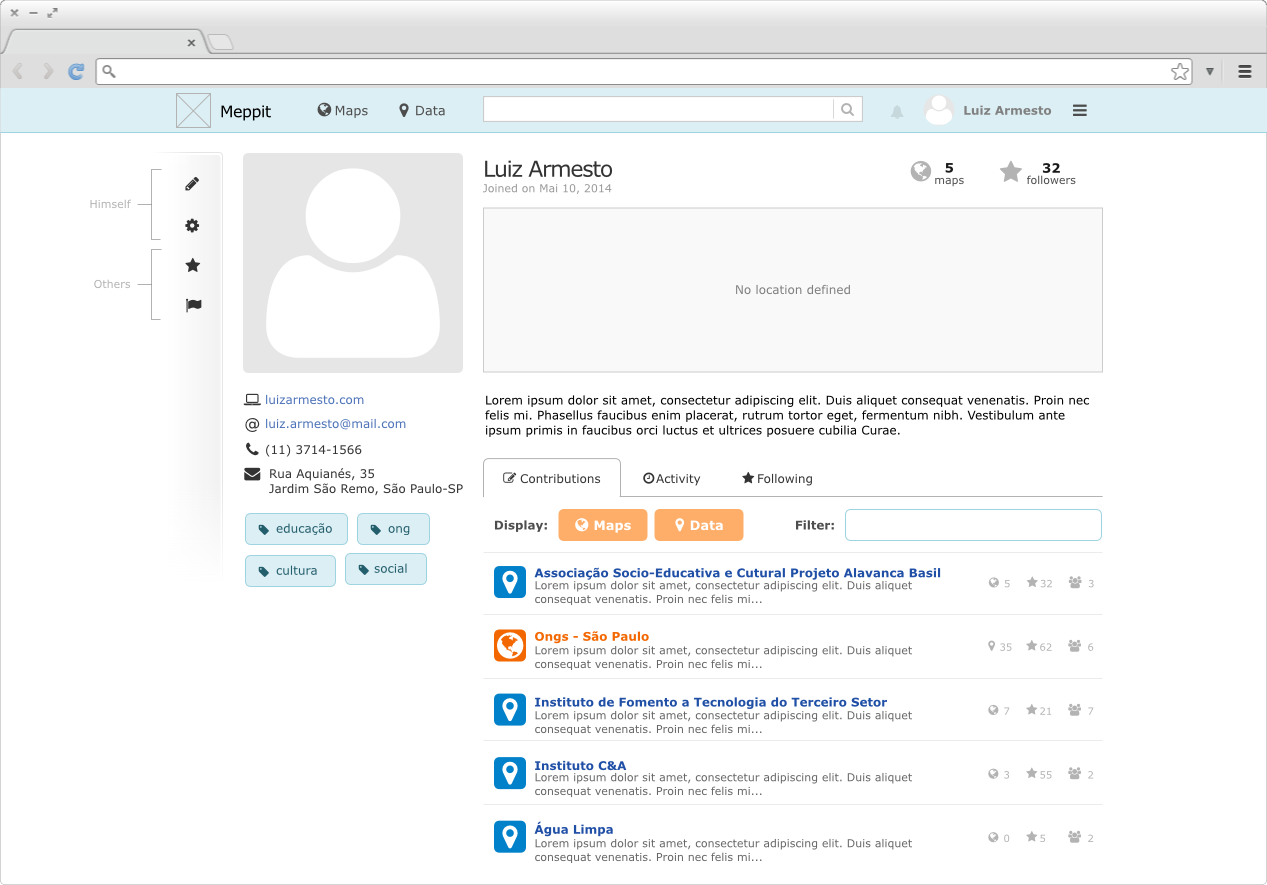 Meppit
Maps
Data
Luiz Armesto
Himself
Others
Luiz Armesto
Joined on Mai 10, 2014
5
maps
32
followers
No location defined
luizarmesto.com
luiz.armesto@mail.com
(11) 3714-1566
Rua Aquianés, 35
Jardim São Remo, São Paulo-SP
educação
ong
cultura
social
Lorem ipsum dolor sit amet, consectetur adipiscing elit. Duis aliquet consequat venenatis. Proin nec
felis mi. Phasellus faucibus enim placerat, rutrum tortor eget, fermentum nibh. Vestibulum ante
ipsum primis in faucibus orci luctus et ultrices posuere cubilia Curae.
Contributions
Activity
Following
Display:
Maps
Data
Filter:
Associação Socio-Educativa e Cutural Projeto Alavanca Basil
Lorem ipsum dolor sit amet, consectetur adipiscing elit. Duis aliquet
consequat venenatis. Proin nec felis mi...
5 32 3
Ongs - São Paulo
Lorem ipsum dolor sit amet, consectetur adipiscing elit. Duis aliquet
consequat venenatis. Proin nec felis mi...
35 62 6
Instituto de Fomento a Tecnologia do Terceiro Setor
Lorem ipsum dolor sit amet, consectetur adipiscing elit. Duis aliquet
consequat venenatis. Proin nec felis mi...
7 21 7
Instituto C&A
Lorem ipsum dolor sit amet, consectetur adipiscing elit. Duis aliquet
consequat venenatis. Proin nec felis mi...
3 55 2
Água Limpa
Lorem ipsum dolor sit amet, consectetur adipiscing elit. Duis aliquet
consequat venenatis. Proin nec felis mi...
0 5 2